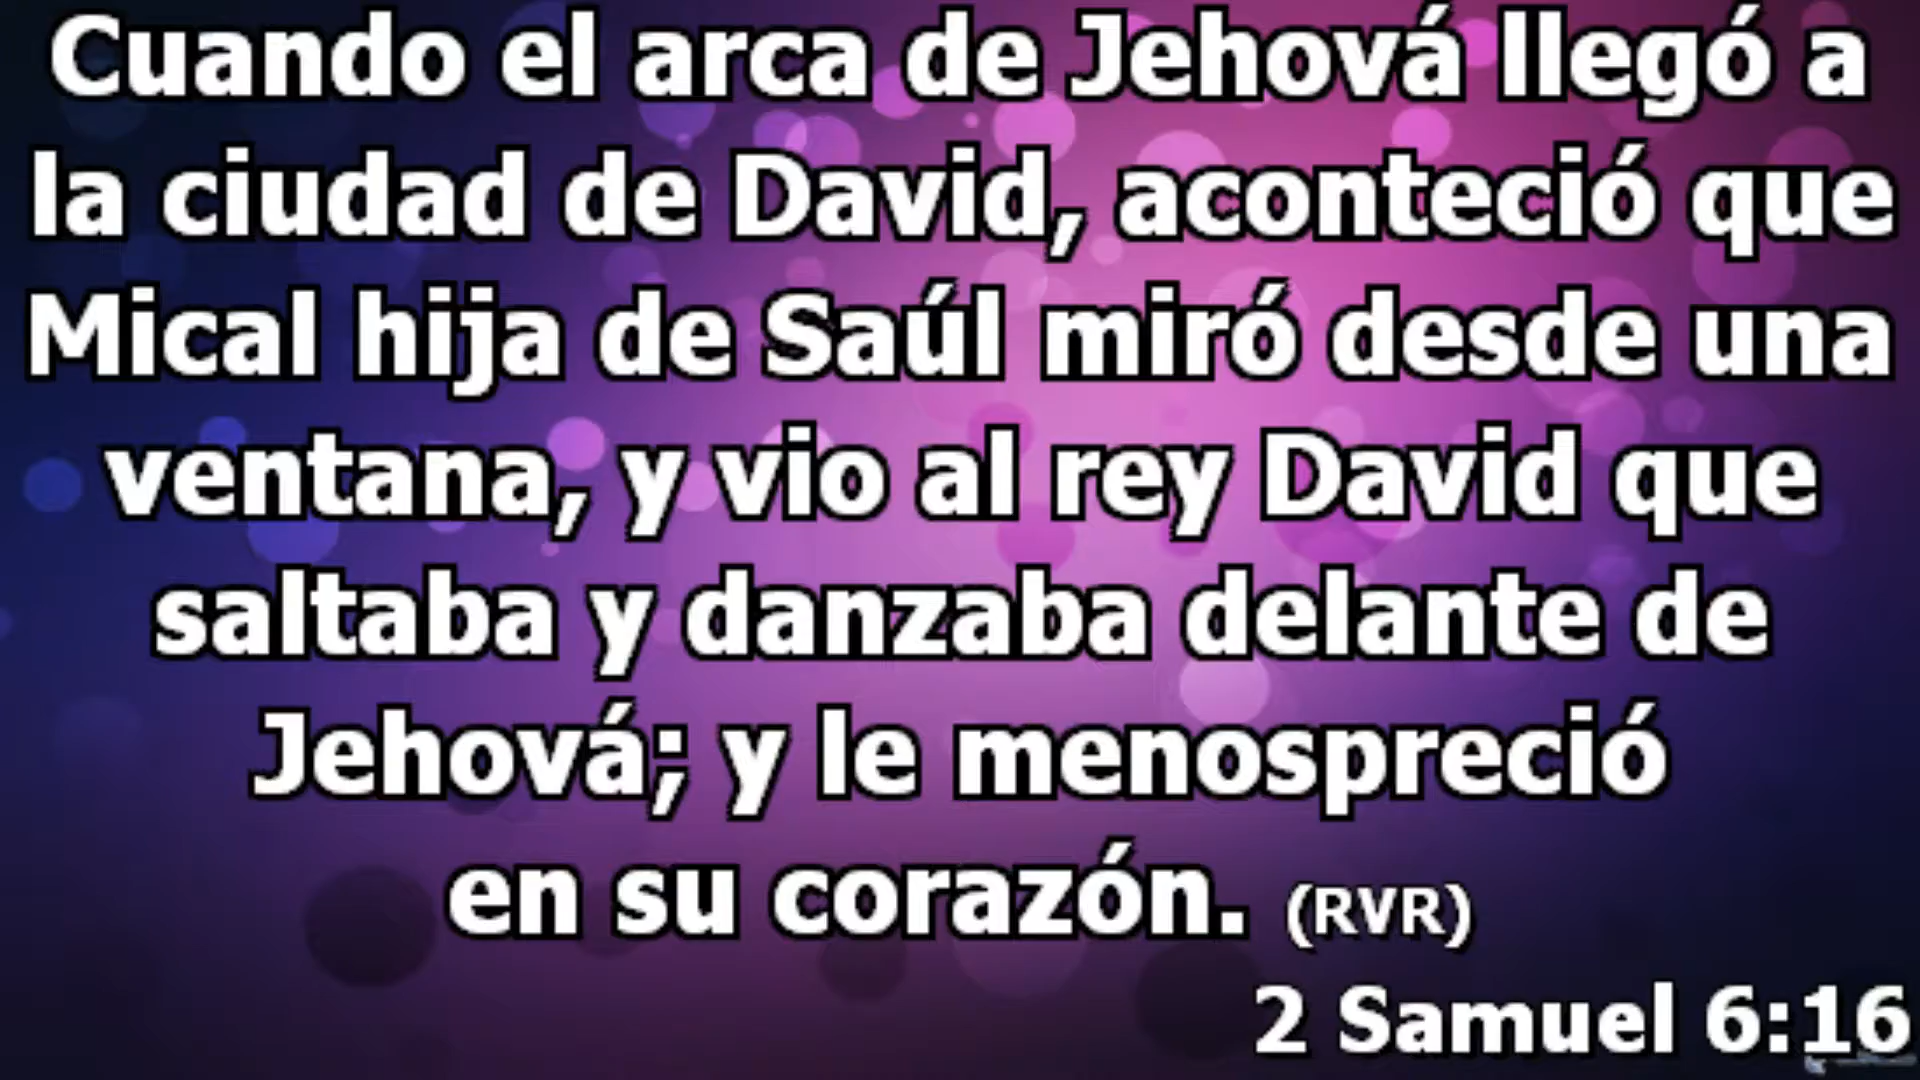 Cuando el arca de Jehová llegó a
la ciudad de David, aconteció que
Mical hija de Saúl miró desde una
ventana, y vio al rey David que
saltaba y danzaba delante de
Jehová; y le menospreció
en su corazón. (RVR)
2 Samuel 6:16